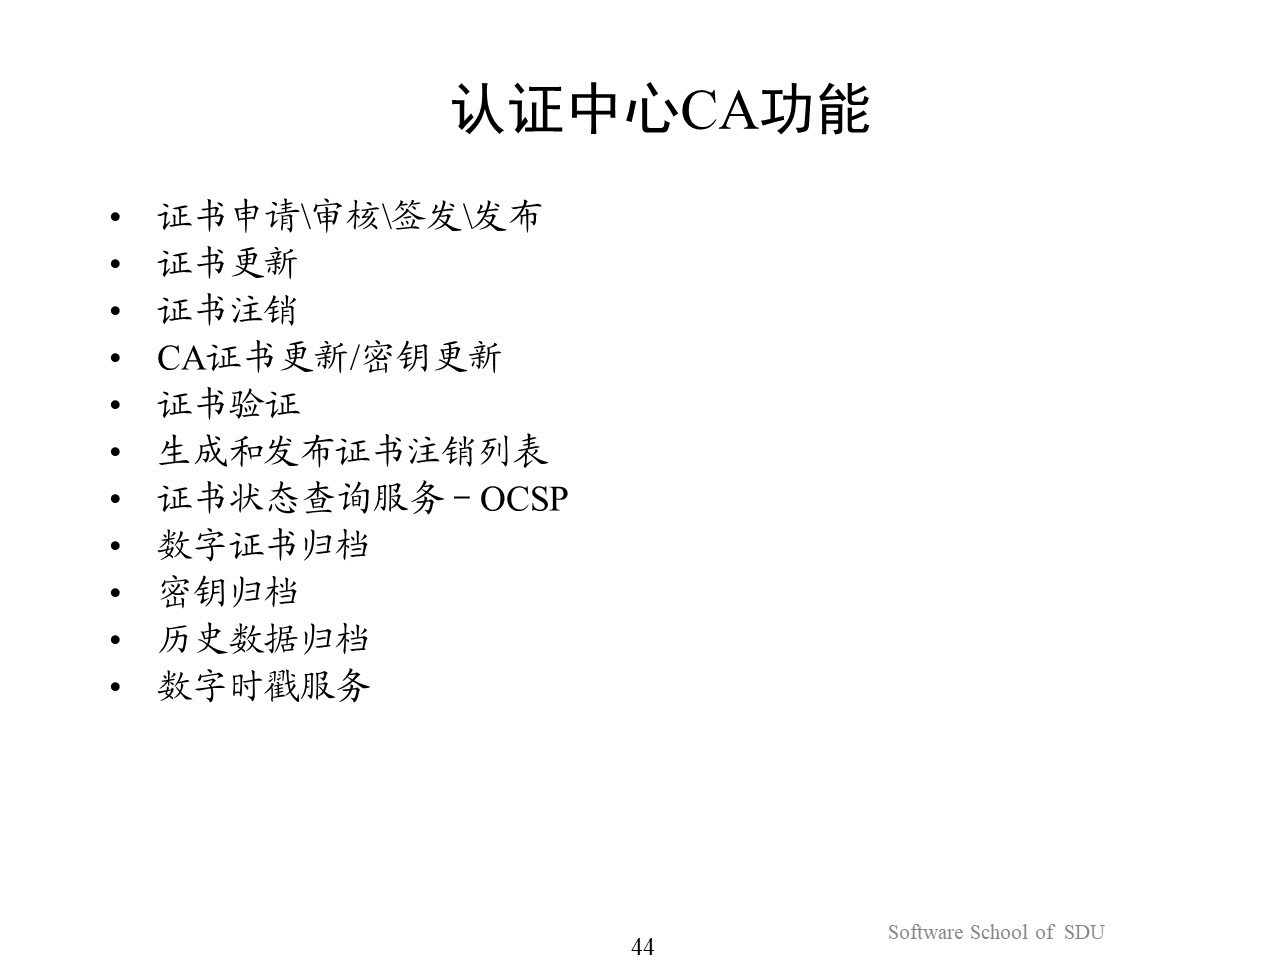 认证中心CA功能
• 证书申请\审核\签发\发布
• 证书更新
• 证书注销
• CA证书更新/密钥更新
• 证书验证
• 生成和发布证书注销列表
• 证书状态查询服务－OCSP
• 数字证书归档
• 密钥归档
• 历史数据归档
• 数字时戳服务
Software School of SDU
44